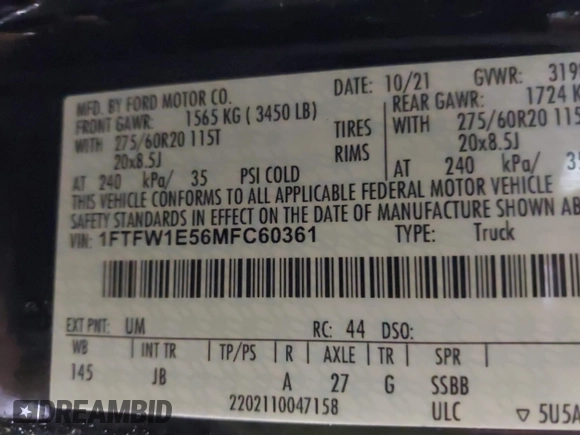 MFD. BY FORD MOTOR CO.
DATE: 10/21 GVWR:
FRONT GAWR: 1565 KG ( 3450 LB) REAR GAWR: 1724 K
WITH 275/60R20 115T TIRES WITH 275/60R20 115
20x8.5J RIMS 20x8.5J
AT 240 kPa/ 35 PSI COLD AT 240 kPa/ 35
THIS VEHICLE CONFORMS TO ALL APPLICABLE FEDERAL MOTOR VEHICLE
SAFETY STANDARDS IN EFFECT ON THE DATE OF MANUFACTURE SHOWN AB
VIN: 1FTFW1E56MFC60361 TYPE: Truck
EXT PNT: UM RC: 44 DSO:
WB INT TR TP/PS R AXLE TR SPR
145 JB A 27 G SSBB
2202110047158 ULC ▽ 5U5A
DREAMBID